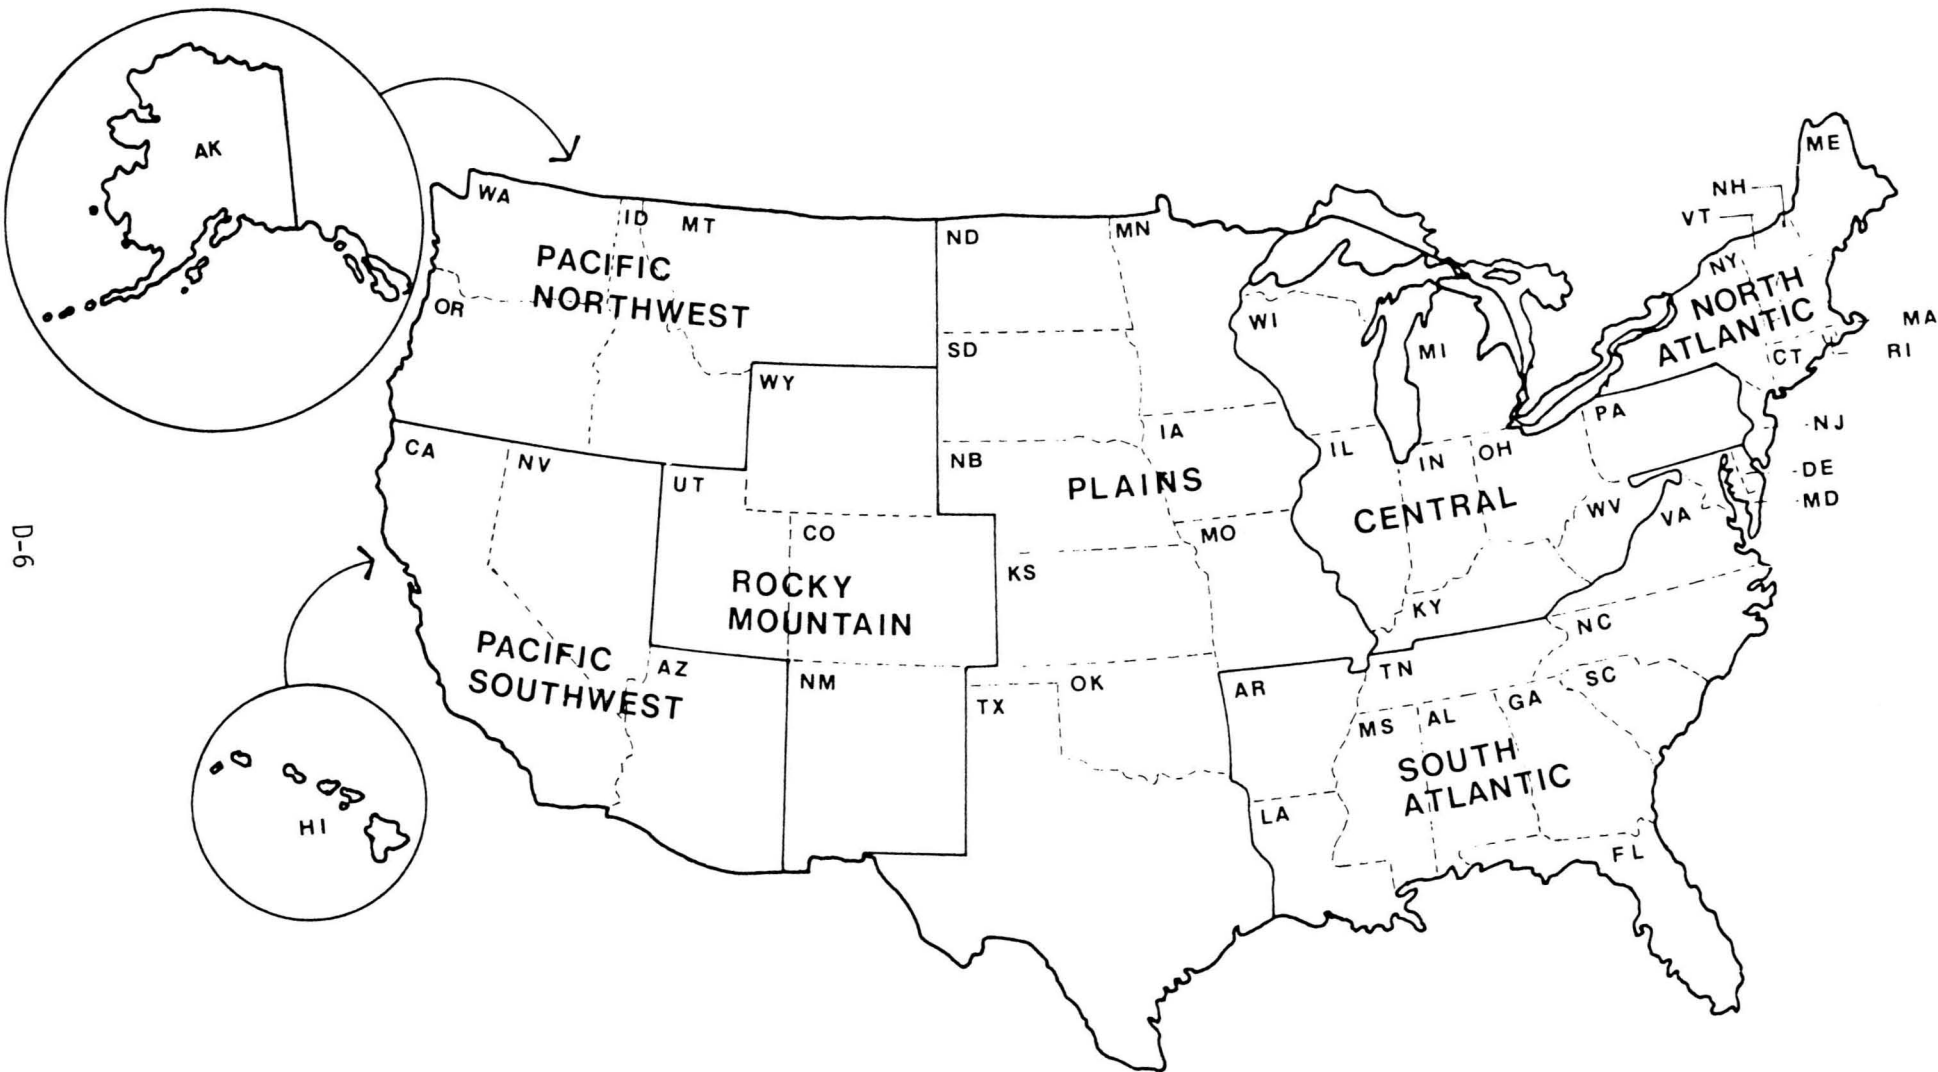 AK
WA
ID
MT
ND
MN
ME
NH
VT
NY
PACIFIC
NORTHWEST
OR
NORTH
ATLANTIC
MA
RI
CT
SD
WI
MI
WY
PA
NJ
IA
IL
IN
OH
CA
NV
UT
NB
PLAINS
DE
MD
CENTRAL
WV
VA
D-6
CO
MO
KS
ROCKY
MOUNTAIN
KY
NC
PACIFIC
SOUTHWEST
AZ
NM
TX
OK
AR
TN
SC
MS
AL
GA
SOUTH
ATLANTIC
HI
LA
FL